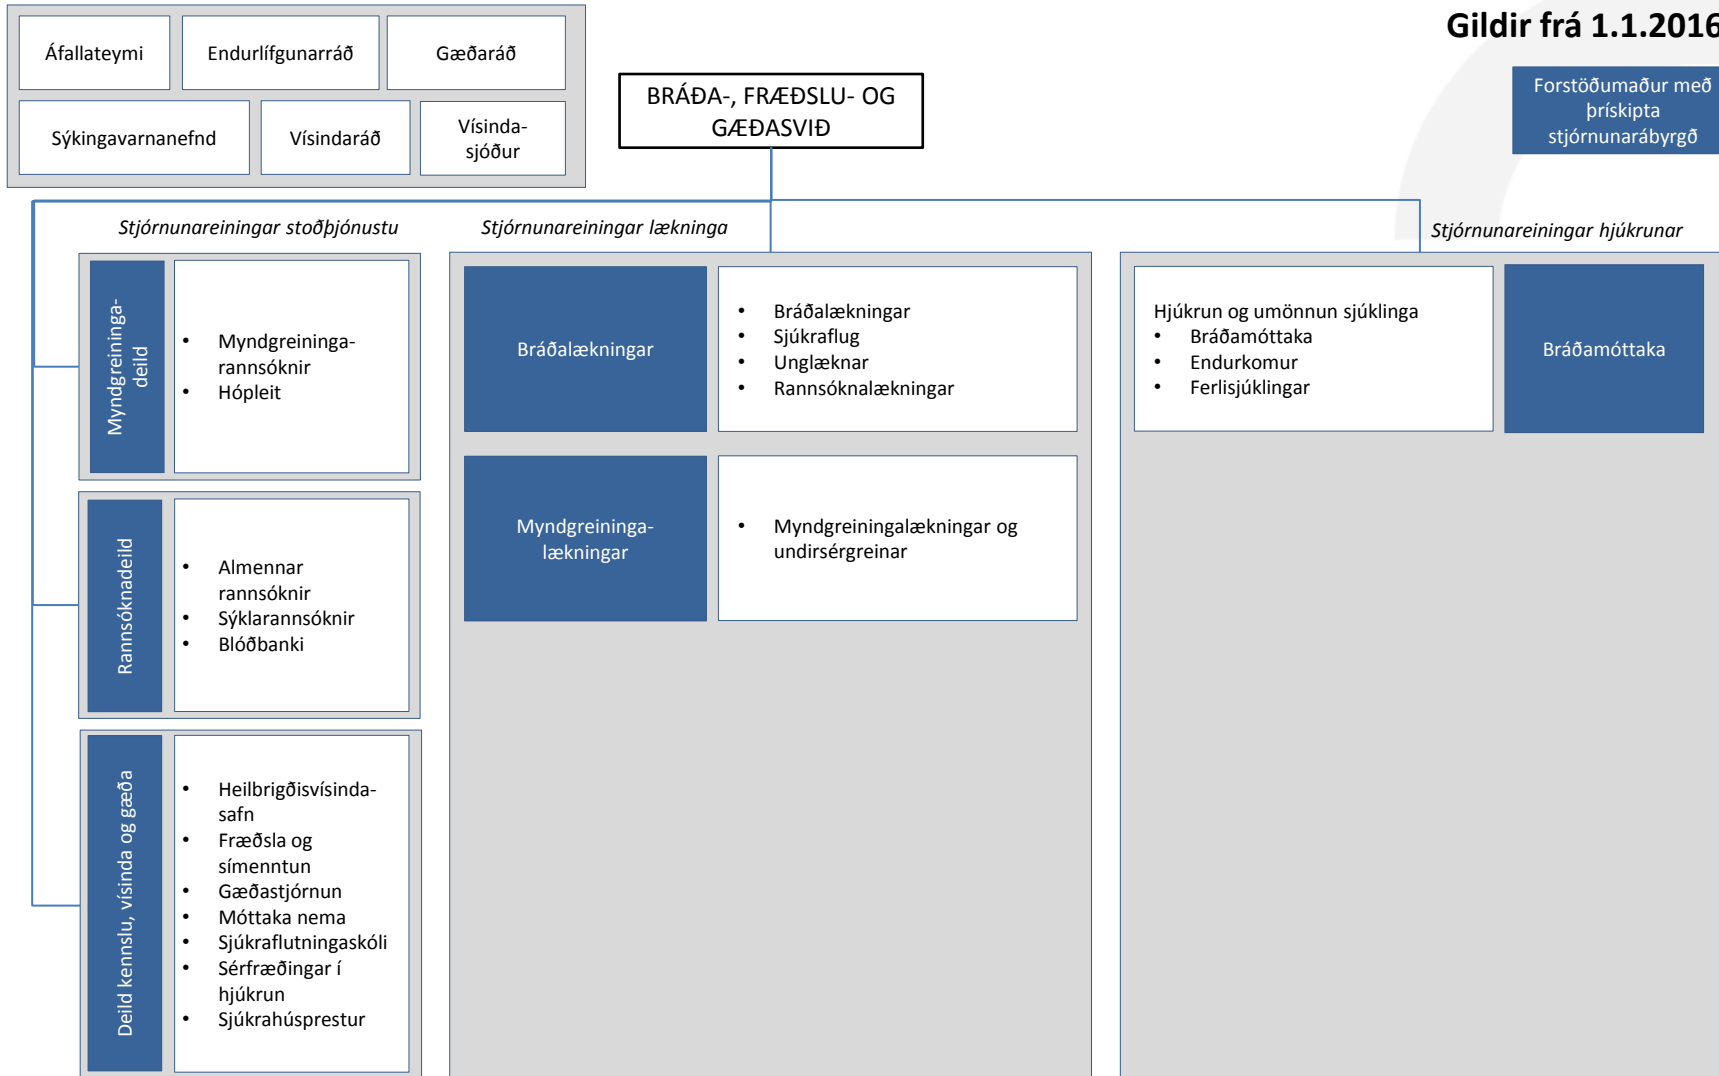 Áfallateymi
Endurlífgunarráð
Gæðaráð
Sýkingavarnanefnd
Vísindaráð
Vísinda-
sjóður
BRÁÐA-, FRÆÐSLU- OG
GÆÐASVIÐ
Gildir frá 1.1.2016
Forstöðumaður með
þrískipta
stjórnunarábyrgð
Stjórnunareiningar stoðþjónustu
Myndgreininga-
deild
• Myndgreininga-
rannsóknir
• Hópleit
Rannsóknadeild
• Almennar
rannsóknir
• Sýklarannsóknir
• Blóðbanki
Deild kennslu, vísinda og gæða
• Heilbrigðisvísinda-
safn
• Fræðsla og
símenntun
• Gæðastjórnun
• Móttaka nema
• Sjúkraflutningaskóli
• Sérfræðingar í
hjúkrun
• Sjúkrahúsprestur
Stjórnunareiningar lækninga
Bráðalækningar
• Bráðalækningar
• Sjúkraflug
• Unglæknar
• Rannsóknalækningar
Myndgreininga-
lækningar
• Myndgreiningalækningar og
undirsérgreinar
Stjórnunareiningar hjúkrunar
Hjúkrun og umönnun sjúklinga
• Bráðamóttaka
• Endurkomur
• Ferlisjúklingar
Bráðamóttaka